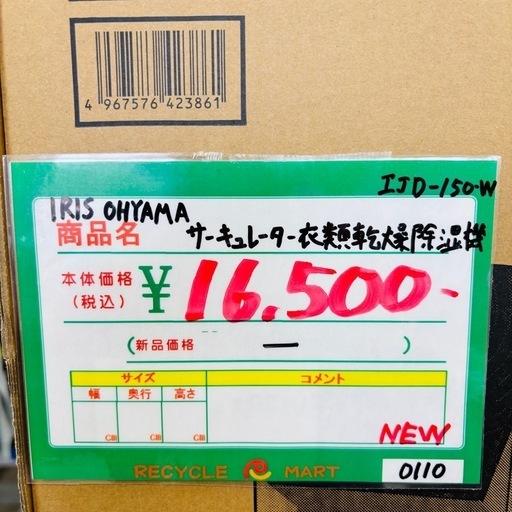 4 967576 423861
IJD-150-W
IRIS OHYAMA
商品名 サーキュレーター衣類乾燥除湿機
本体価格
(税込) ¥16,500-
(新品価格 ー )
サイズ コメント
幅 奥行 高さ
cm cm cm
NEW
RECYCLE MART 0110